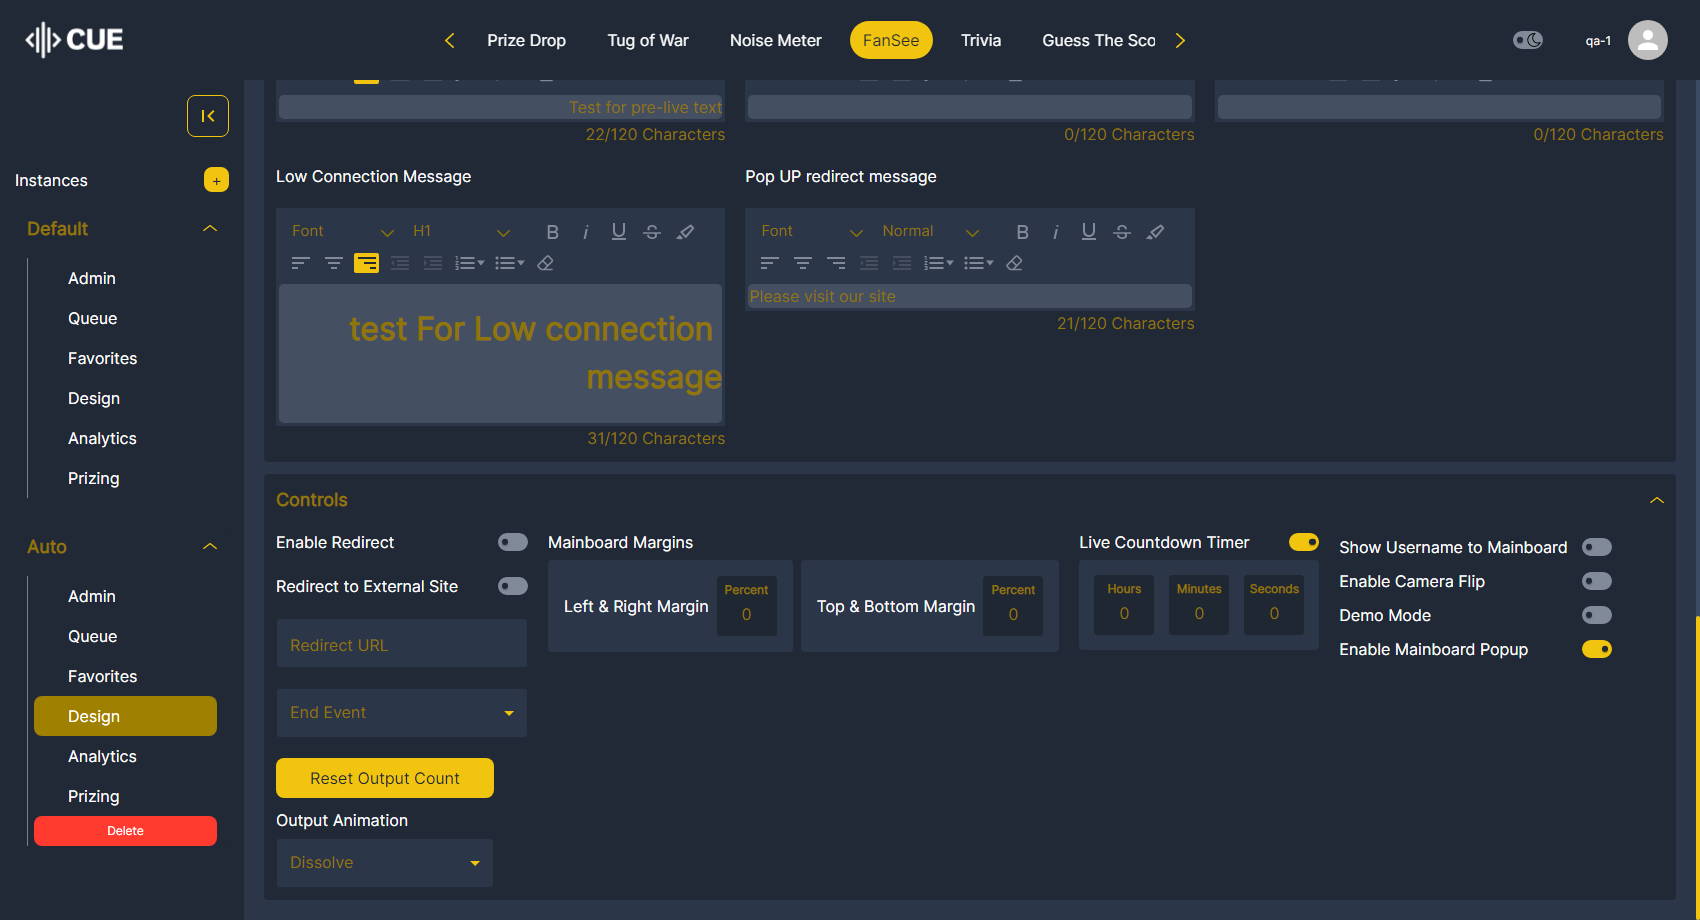 CUE
Prize Drop
Tug of War
Noise Meter
FanSee
Trivia
Guess The Sco
qa-1
Instances
+
Default
Admin
Queue
Favorites
Design
Analytics
Prizing
Auto
Admin
Queue
Favorites
Design
Analytics
Prizing
Delete
Test for pre-live text
22/120 Characters
0/120 Characters
0/120 Characters
Low Connection Message
Font H1
test For Low connection
message
31/120 Characters
Pop UP redirect message
Font Normal
Please visit our site
21/120 Characters
Controls
Enable Redirect
Redirect to External Site
Redirect URL
End Event
Reset Output Count
Output Animation
Dissolve
Mainboard Margins
Left & Right Margin
Percent
0
Top & Bottom Margin
Percent
0
Live Countdown Timer
Hours
0
Minutes
0
Seconds
0
Show Username to Mainboard
Enable Camera Flip
Demo Mode
Enable Mainboard Popup